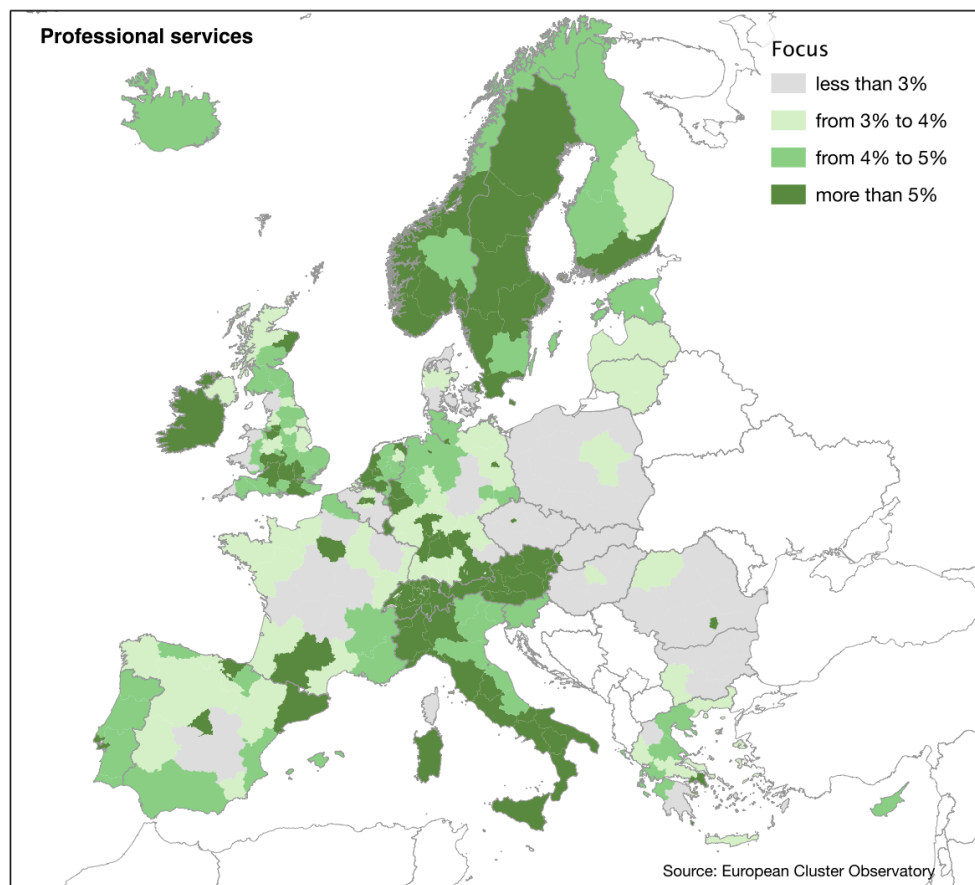 Professional services
Focus
less than 3%
from 3% to 4%
from 4% to 5%
more than 5%
Source: European Cluster Observatory